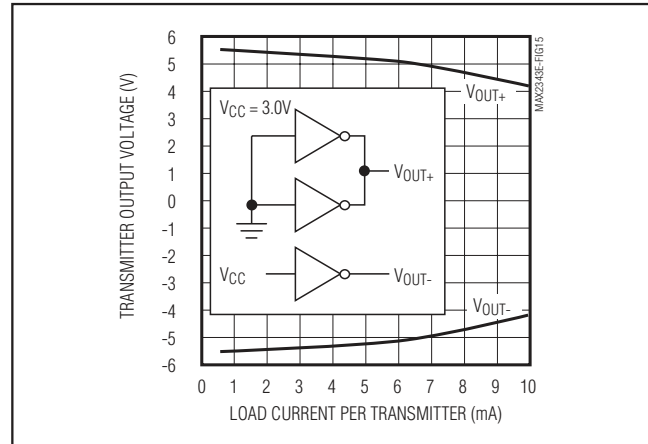 TRANSMITTER OUTPUT VOLTAGE (V)
6
5
4
3
2
1
0
-1
-2
-3
-4
-5
-6
VCC = 3.0V
VOUT+
VCC
VOUT-
VOUT+
VOUT-
MAX2343E-FIG15
0 1 2 3 4 5 6 7 8 9 10
LOAD CURRENT PER TRANSMITTER (mA)